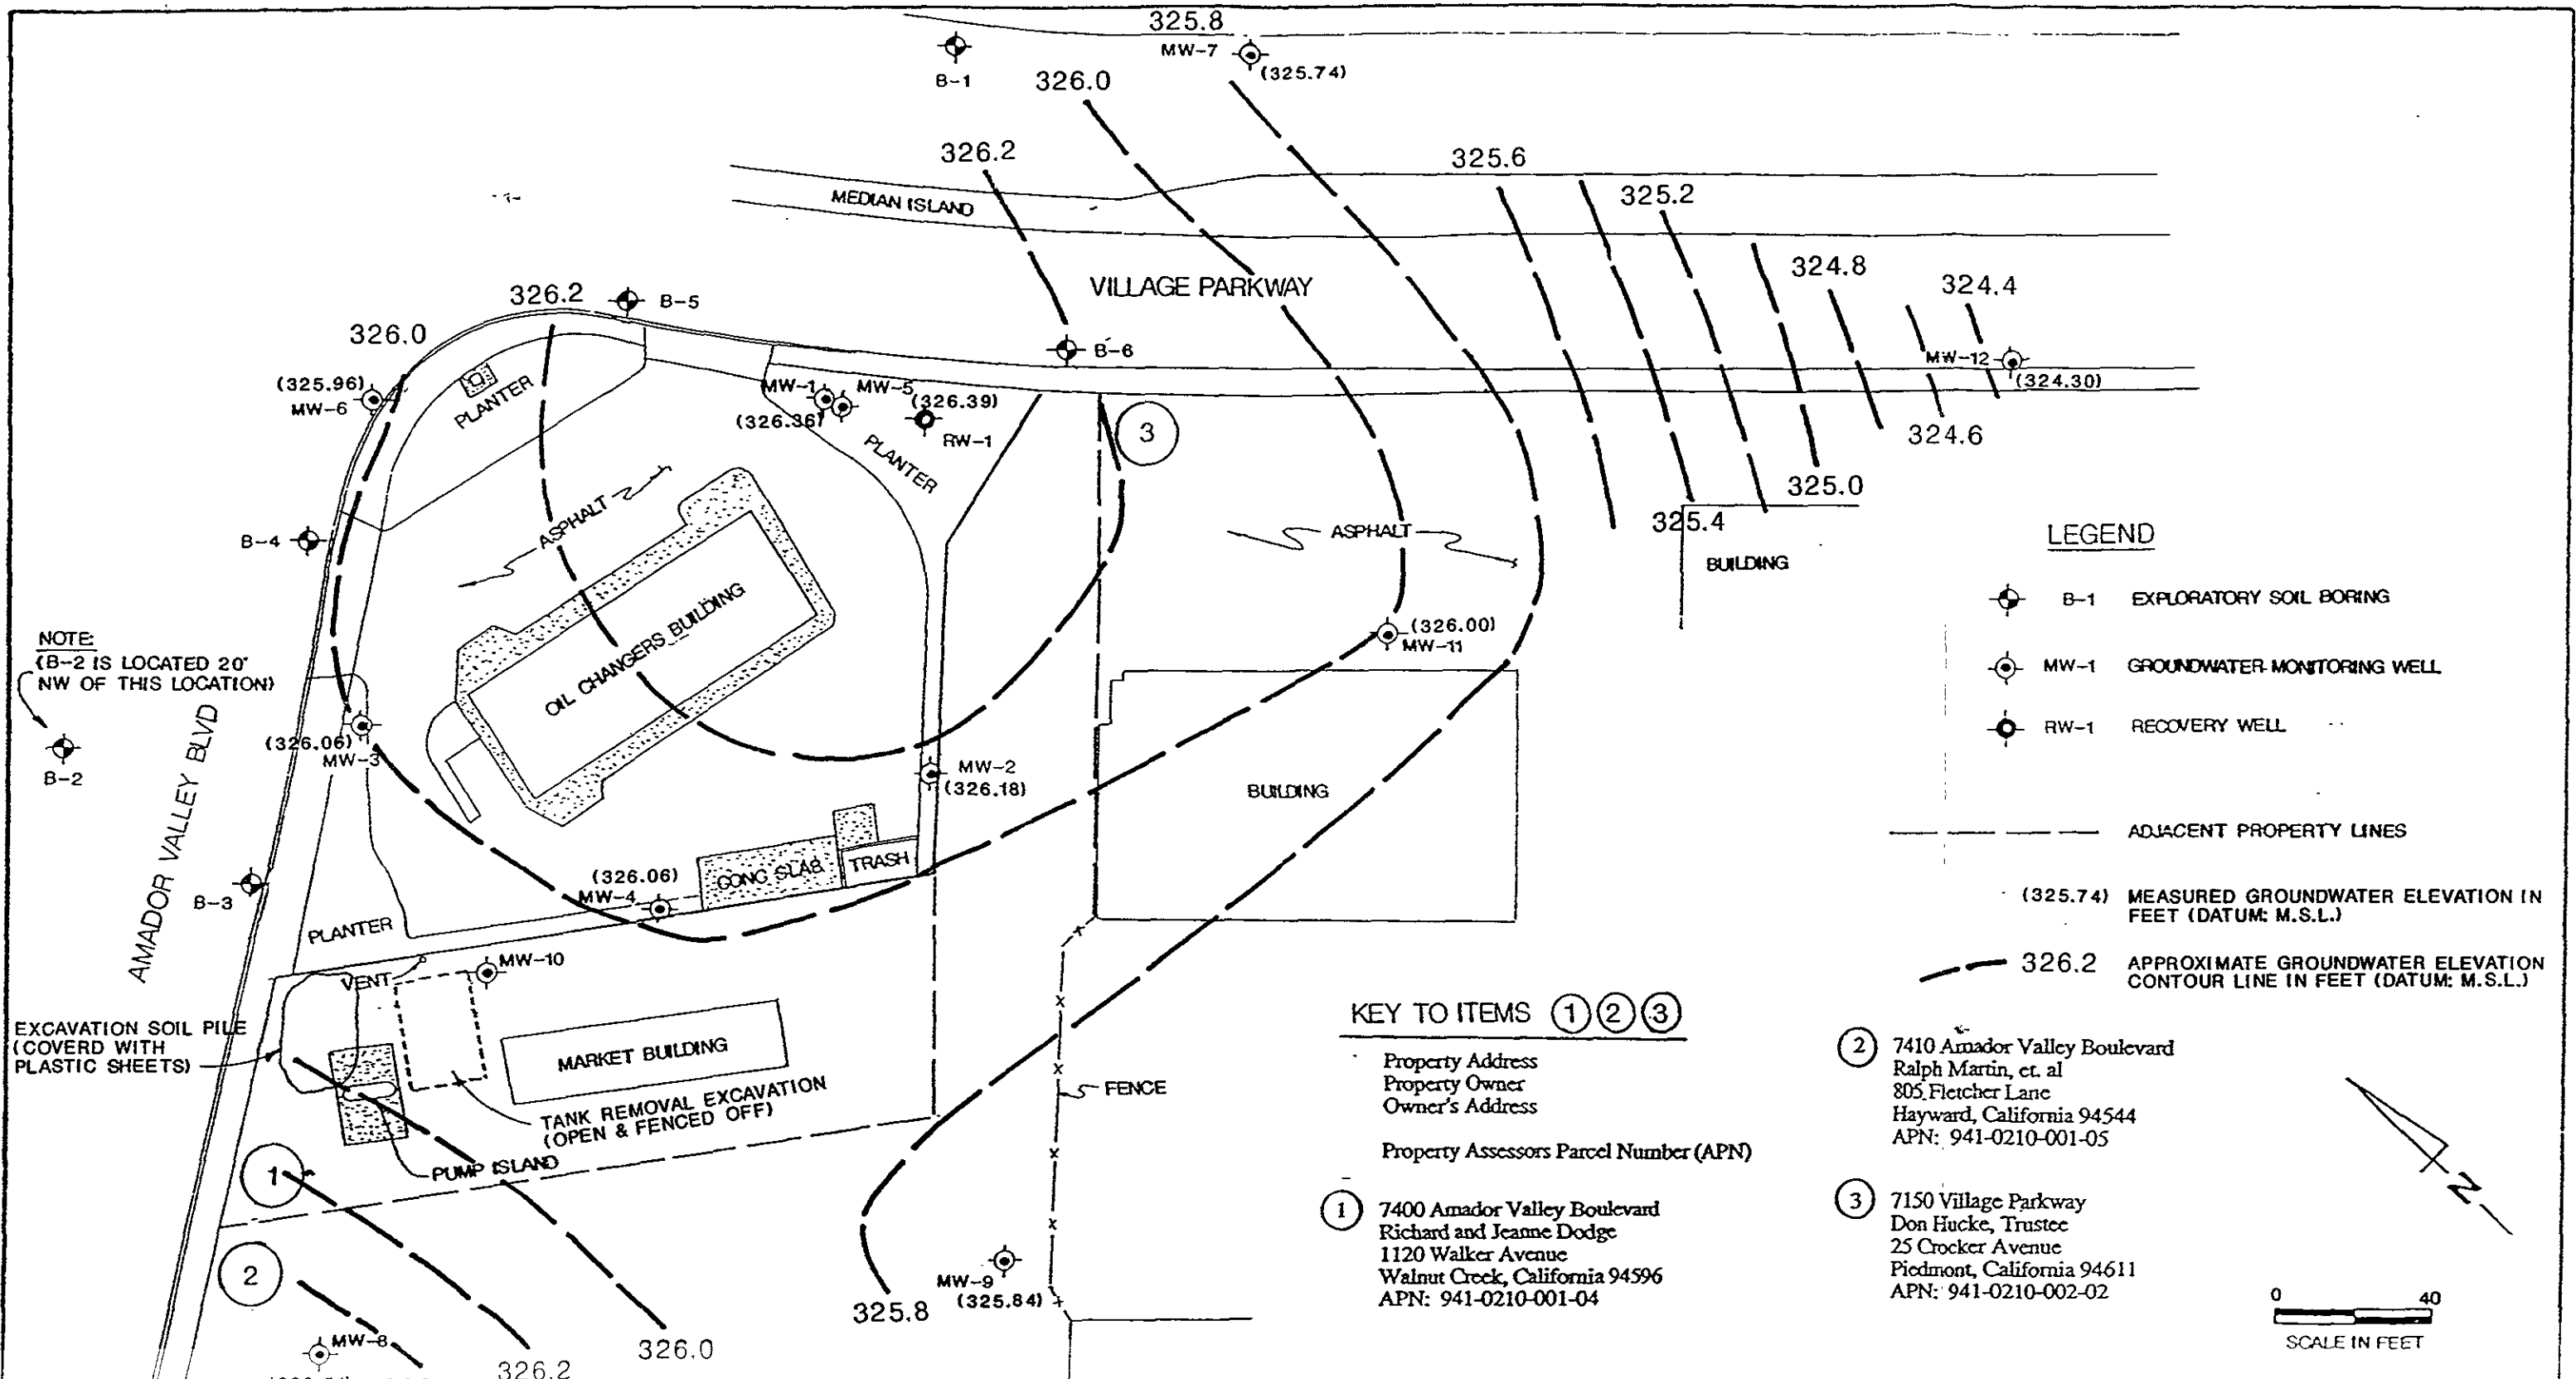 325.8
MW-7
(325.74)
B-1
326.0
326.2
325.6
325.2
MEDIAN ISLAND
324.8
324.4
VILLAGE PARKWAY
326.2
B-5
326.0
B-6
MW-12
(324.30)
(325.96)
MW-6
PLANTER
MW-1
MW-5
(326.39)
(326.36)
RW-1
PLANTER
3
324.6
325.0
325.4
ASPHALT
ASPHALT
BUILDING
B-4
OIL CHANGERS BUILDING
(326.00)
MW-11
NOTE:
(B-2 IS LOCATED 20'
NW OF THIS LOCATION)
B-2
AMADOR VALLEY BLVD
(326.06)
MW-3
MW-2
(326.18)
BUILDING
B-3
(326.06)
MW-4
CONC SLAB
TRASH
PLANTER
VENT
MW-10
EXCAVATION SOIL PILE
(COVERD WITH
PLASTIC SHEETS)
MARKET BUILDING
TANK REMOVAL EXCAVATION
(OPEN & FENCED OFF)
PUMP ISLAND
FENCE
1
2
MW-8
326.2
326.0
325.8
MW-9
(325.84)
LEGEND
B-1 EXPLORATORY SOIL BORING
MW-1 GROUNDWATER MONITORING WELL
RW-1 RECOVERY WELL
ADJACENT PROPERTY LINES
(325.74) MEASURED GROUNDWATER ELEVATION IN
FEET (DATUM: M.S.L.)
326.2 APPROXIMATE GROUNDWATER ELEVATION
CONTOUR LINE IN FEET (DATUM: M.S.L.)
KEY TO ITEMS 1 2 3
Property Address
Property Owner
Owner's Address
Property Assessors Parcel Number (APN)
1 7400 Amador Valley Boulevard
Richard and Jeanne Dodge
1120 Walker Avenue
Walnut Creek, California 94596
APN: 941-0210-001-04
2 7410 Amador Valley Boulevard
Ralph Martin, et. al
805 Fletcher Lane
Hayward, California 94544
APN: 941-0210-001-05
3 7150 Village Parkway
Don Hucke, Trustee
25 Crocker Avenue
Piedmont, California 94611
APN: 941-0210-002-02
N
0 40
SCALE IN FEET